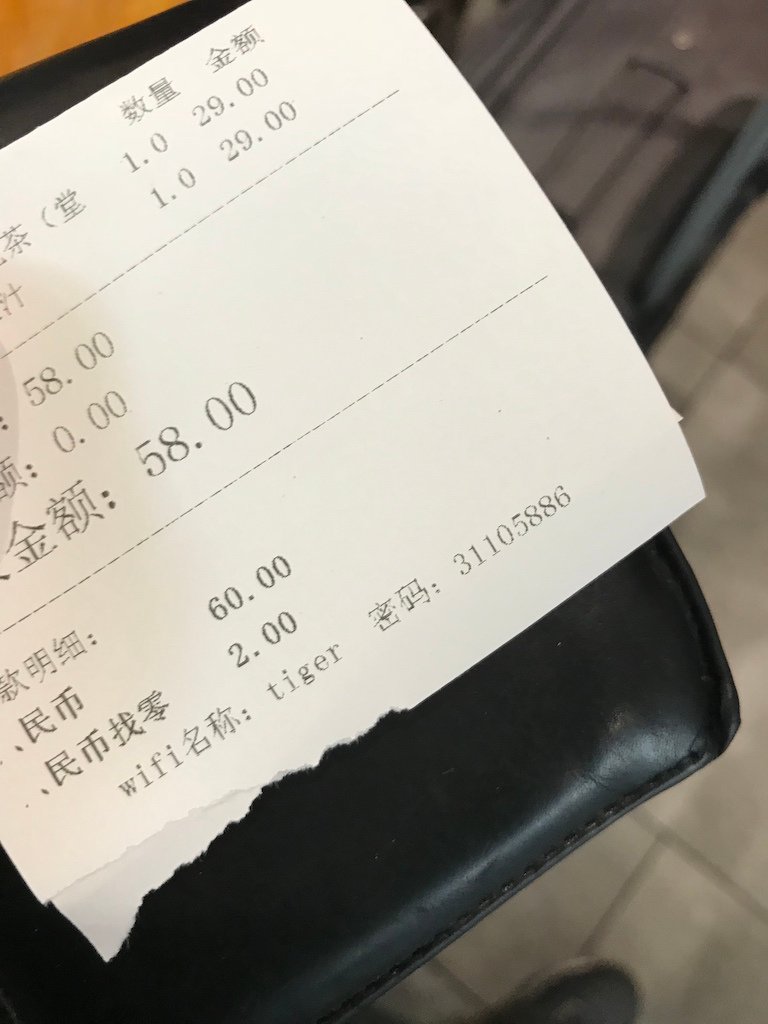 数量 金额
1.0 29.00
茶（堂 1.0 29.00
计
: 58.00
额: 0.00
金额: 58.00
款明细:
民币 60.00
民币找零 2.00
wifi名称: tiger 密码: 31105886